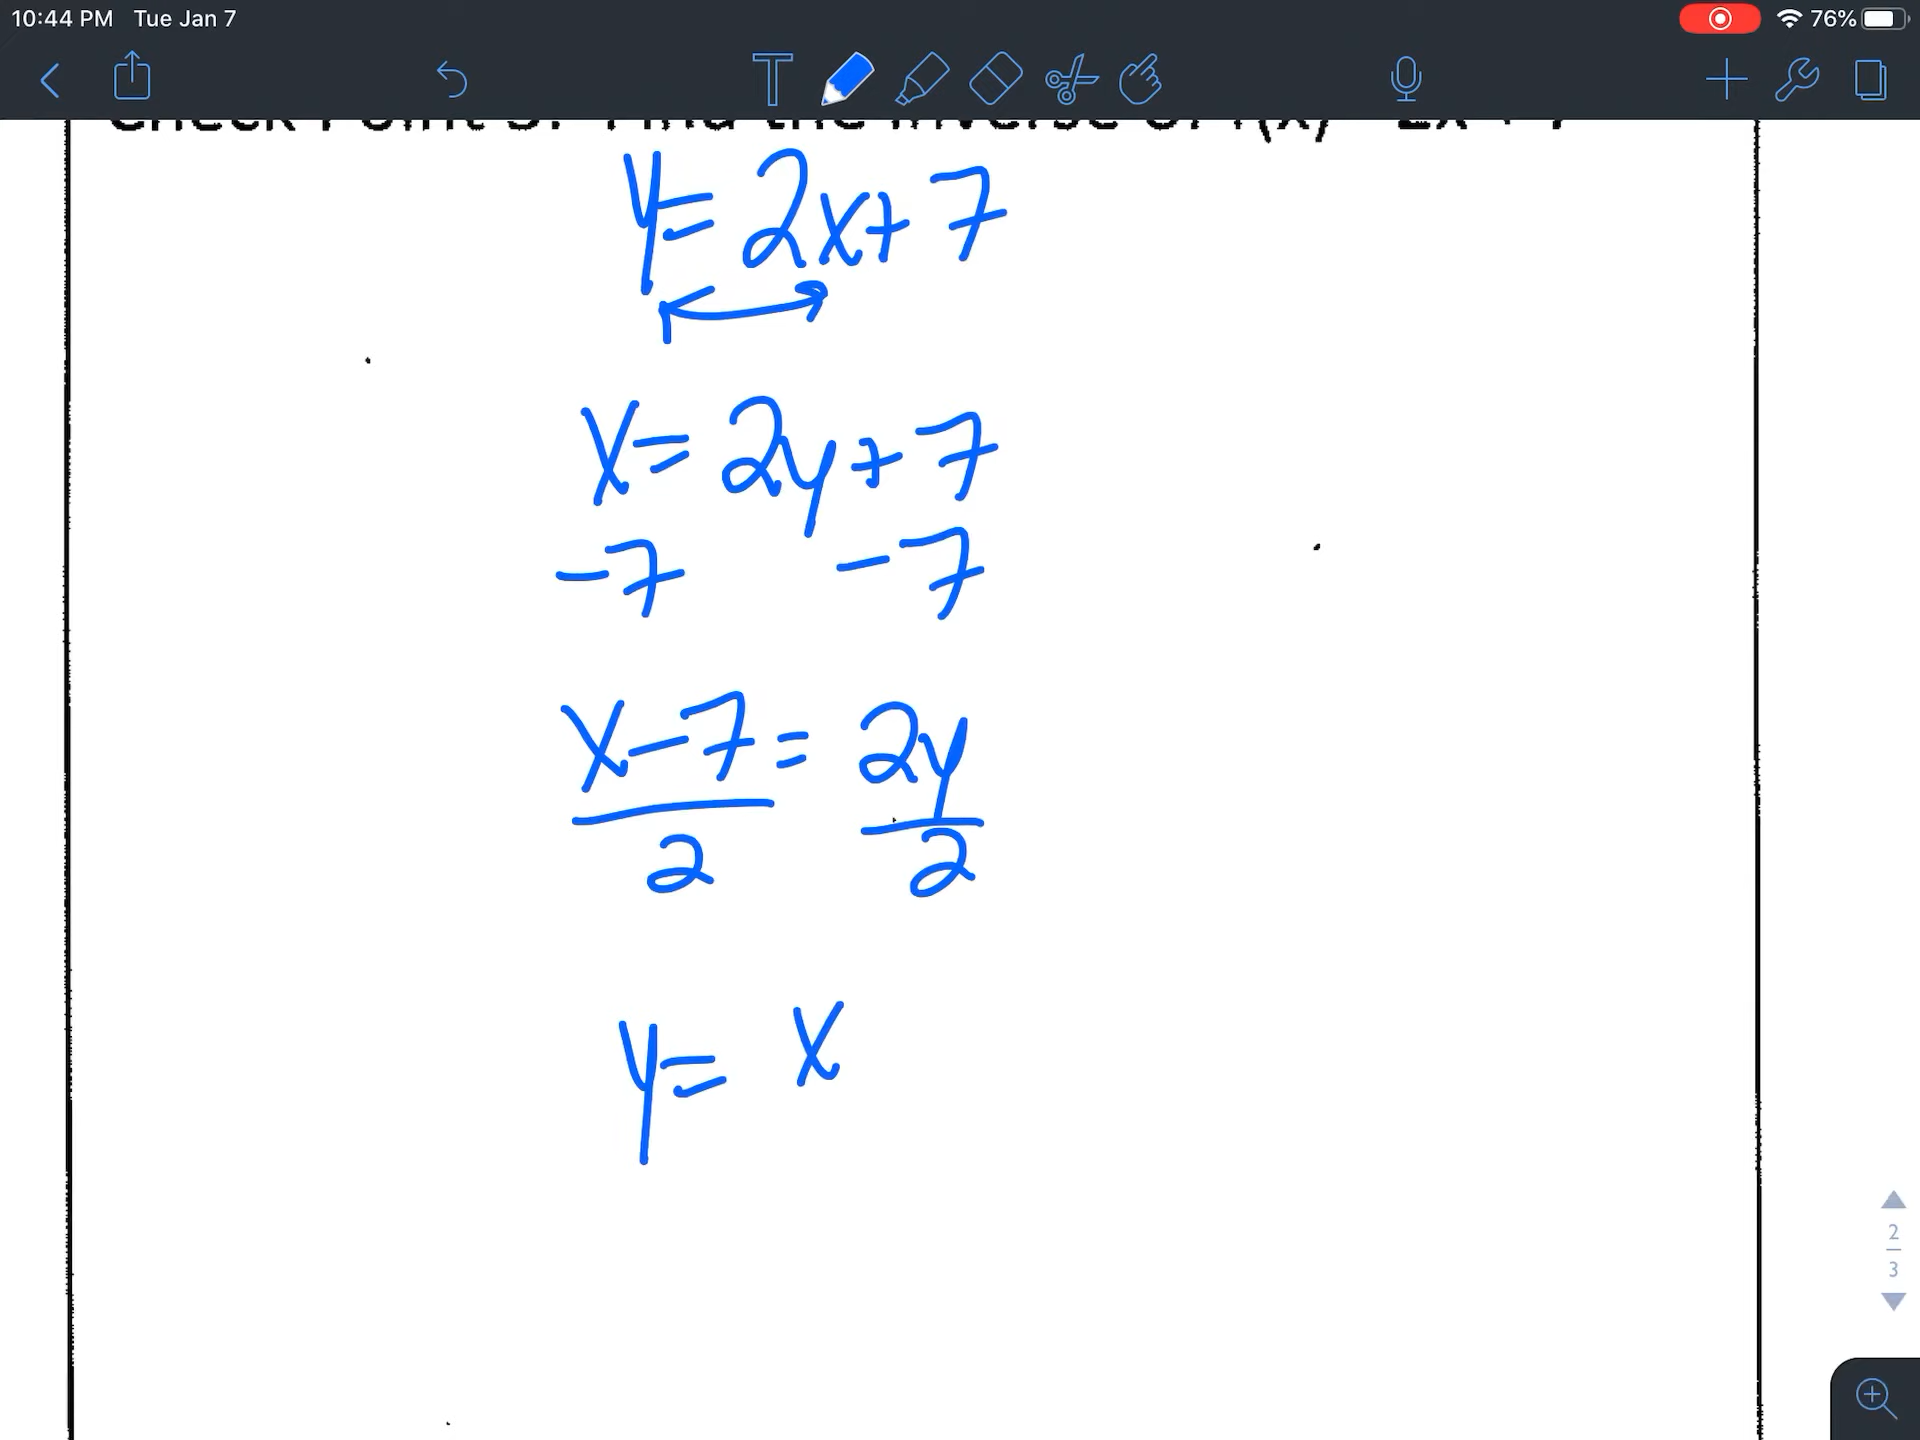 10:44 PM Tue Jan 7 76%
T
y = 2x + 7
x = 2y + 7
-7 -7
x - 7 = 2y
2 2
y = x
2
3